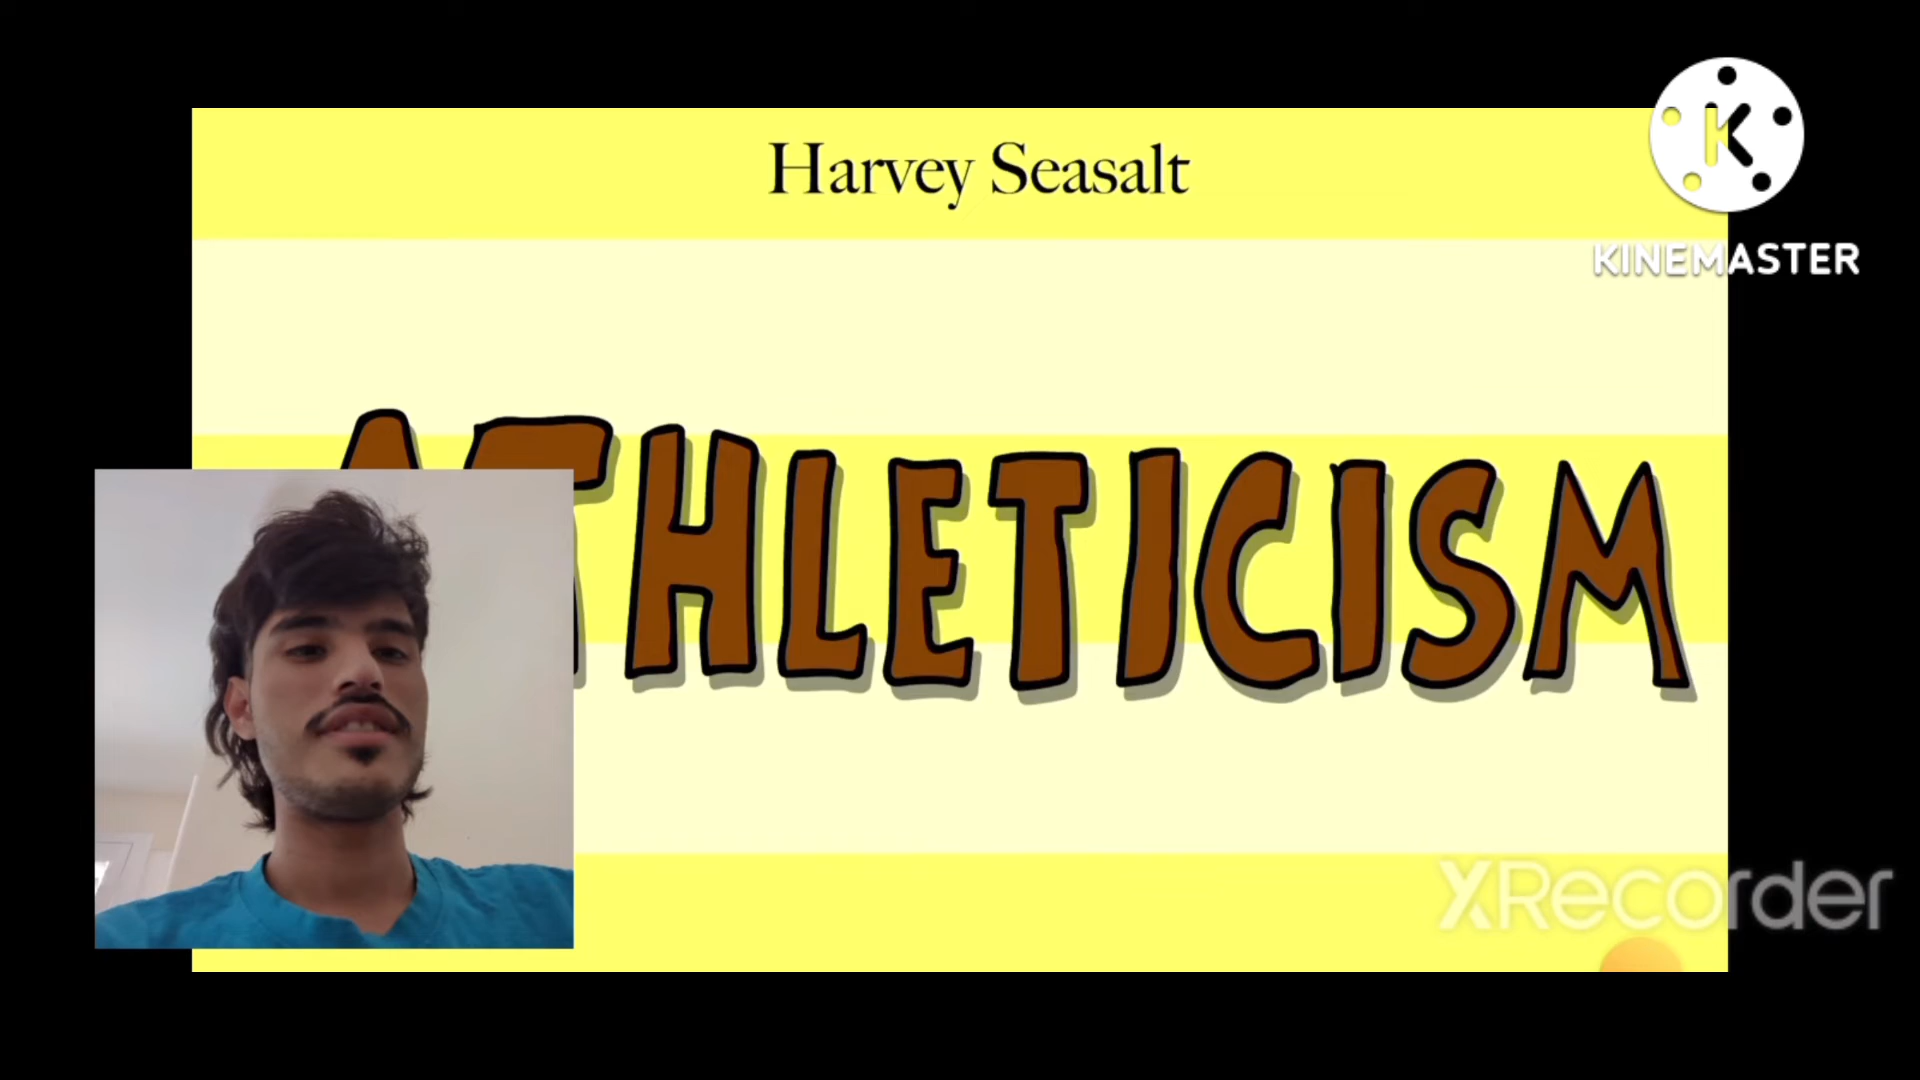 Harvey Seasalt
K
KINEMASTER
ATHLETICISM
XRecorder